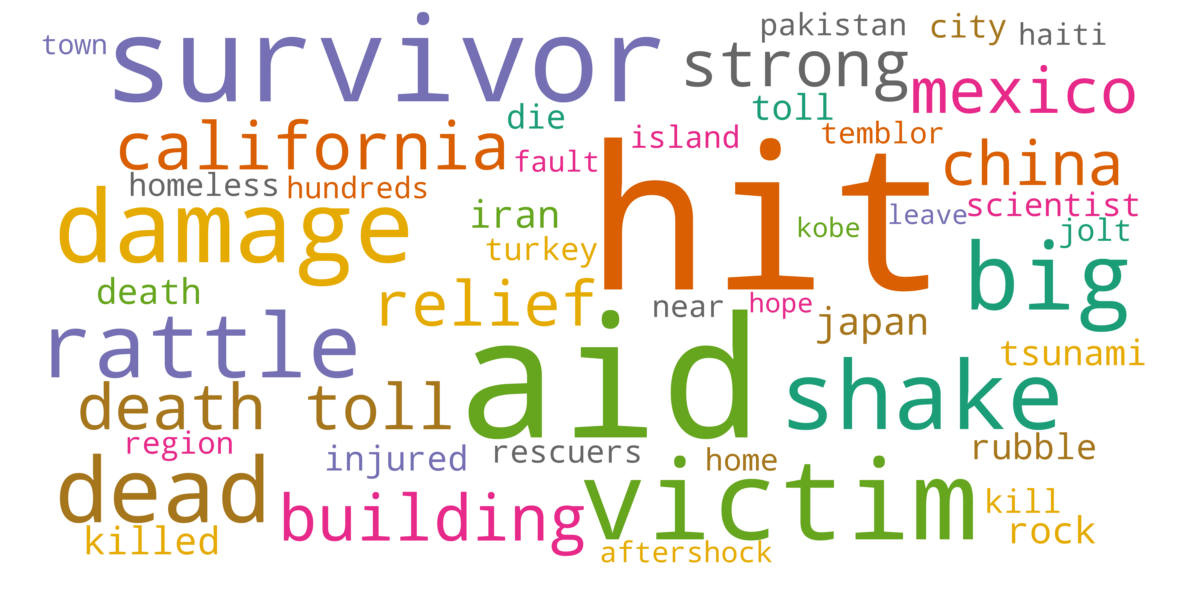 pakistan city haiti
town survivor strong
mexico
die toll
california island temblor
fault hit china
homeless hundreds
damage iran kobe leave scientist
turkey jolt
big
death relief near hope
rattle japan
aid tsunami
death toll shake
region injured rescuers home rubble
dead victim
building kill
killed rock
aftershock